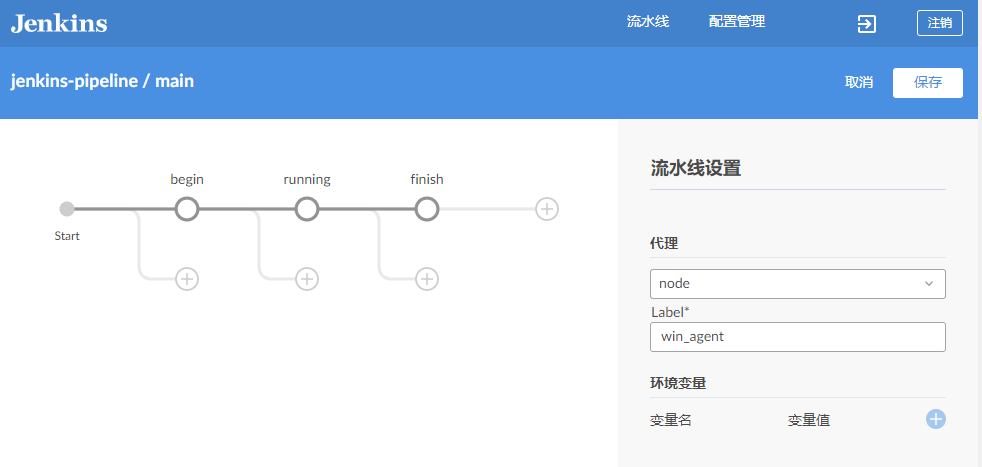 Jenkins 流水线 配置管理 注销
jenkins-pipeline / main 取消 保存
begin running finish
Start
流水线设置
代理
node
Label*
win_agent
环境变量
变量名 变量值